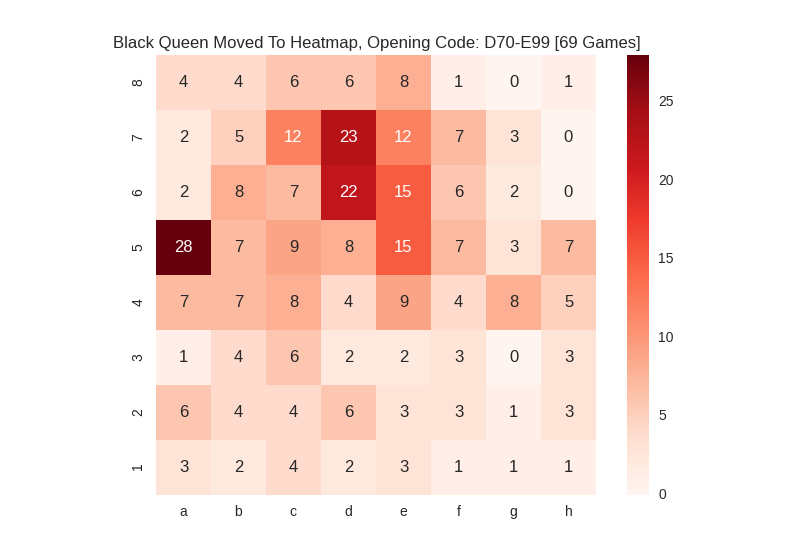 Black Queen Moved To Heatmap, Opening Code: D70-E99 [69 Games]
8 4 4 6 6 8 1 0 1
7 2 5 12 23 12 7 3 0
6 2 8 7 22 15 6 2 0
5 28 7 9 8 15 7 3 7
4 7 7 8 4 9 4 8 5
3 1 4 6 2 2 3 0 3
2 6 4 4 6 3 3 1 3
1 3 2 4 2 3 1 1 1
a b c d e f g h
25
20
15
10
5
0